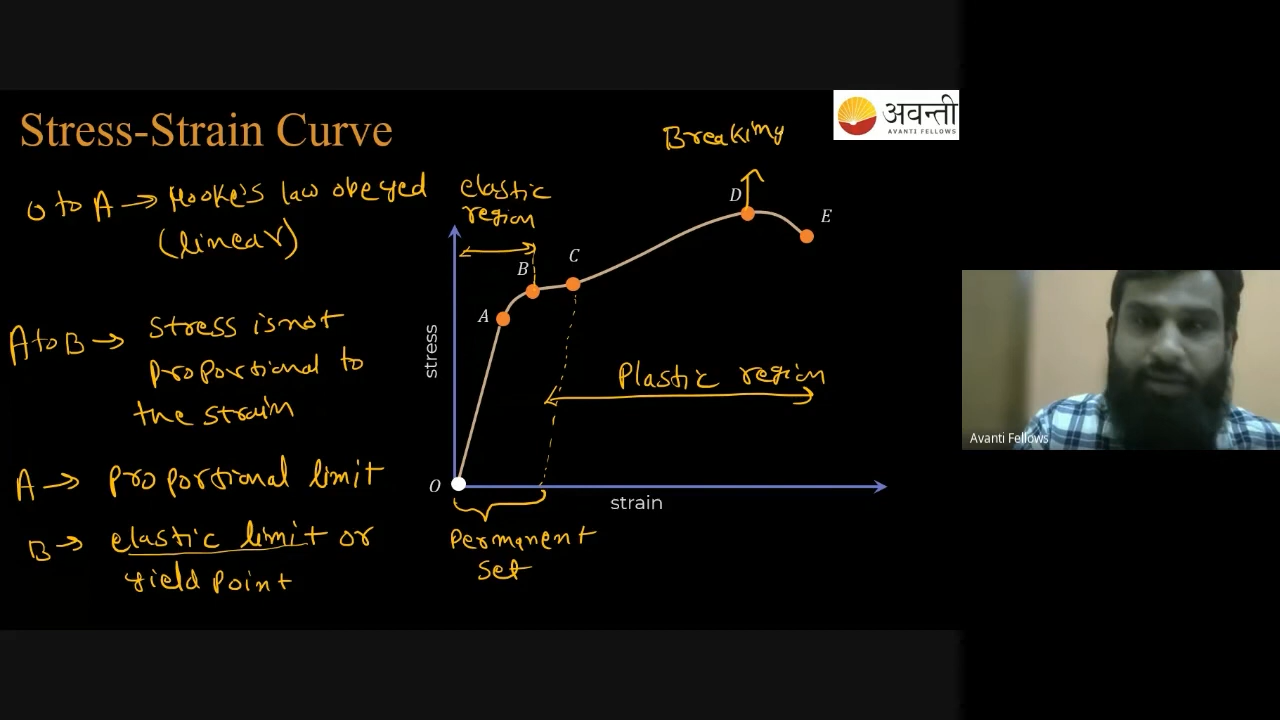 Stress-Strain Curve
अवन्ती
AVANTI FELLOWS
Breaking
O to A → Hooke's law obeyed
(linear)
elastic
region
A to B → stress is not
proportional to
the strain
A → proportional limit
B → elastic limit or
yield point
A
B
C
D
E
O
stress
strain
Plastic region
Permanent
set
Avanti Fellows